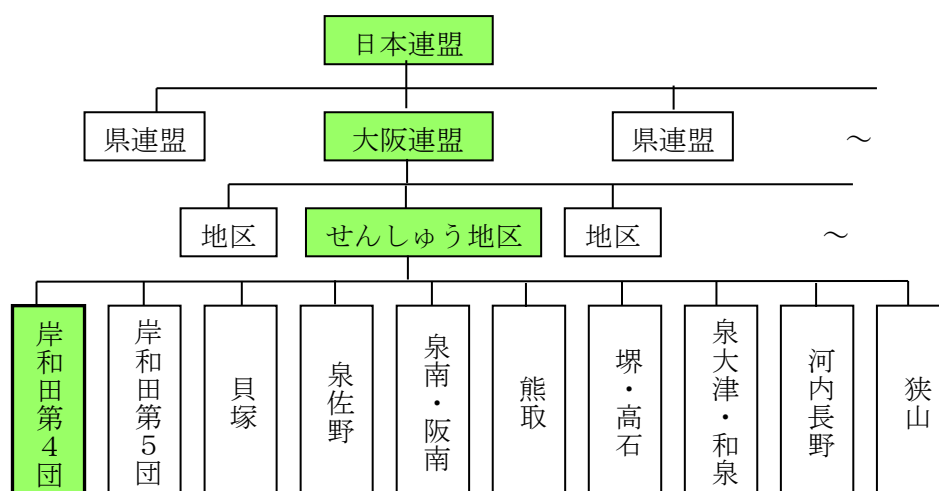 日本連盟
県連盟
大阪連盟
県連盟
～
地区
せんしゅう地区
地区
～
岸和田第４団
岸和田第５団
貝塚
泉佐野
泉南・阪南
熊取
堺・高石
泉大津・和泉
河内長野
狭山